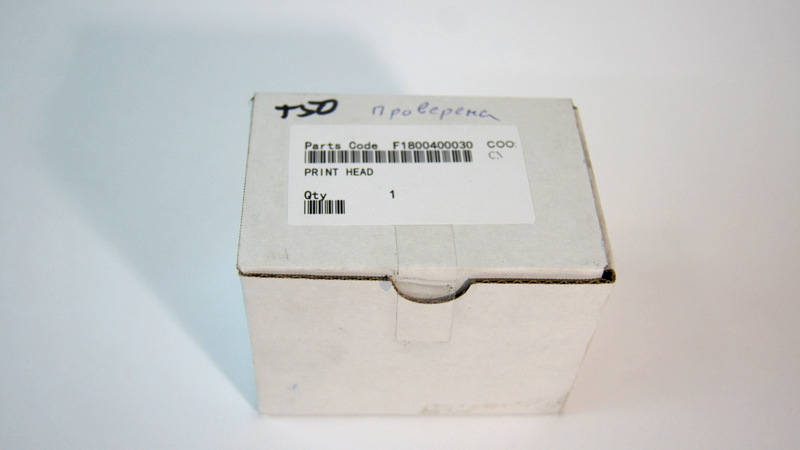 T50 проверена
Parts Code F1800400030 COO:
CN
PRINT HEAD
Qty 1